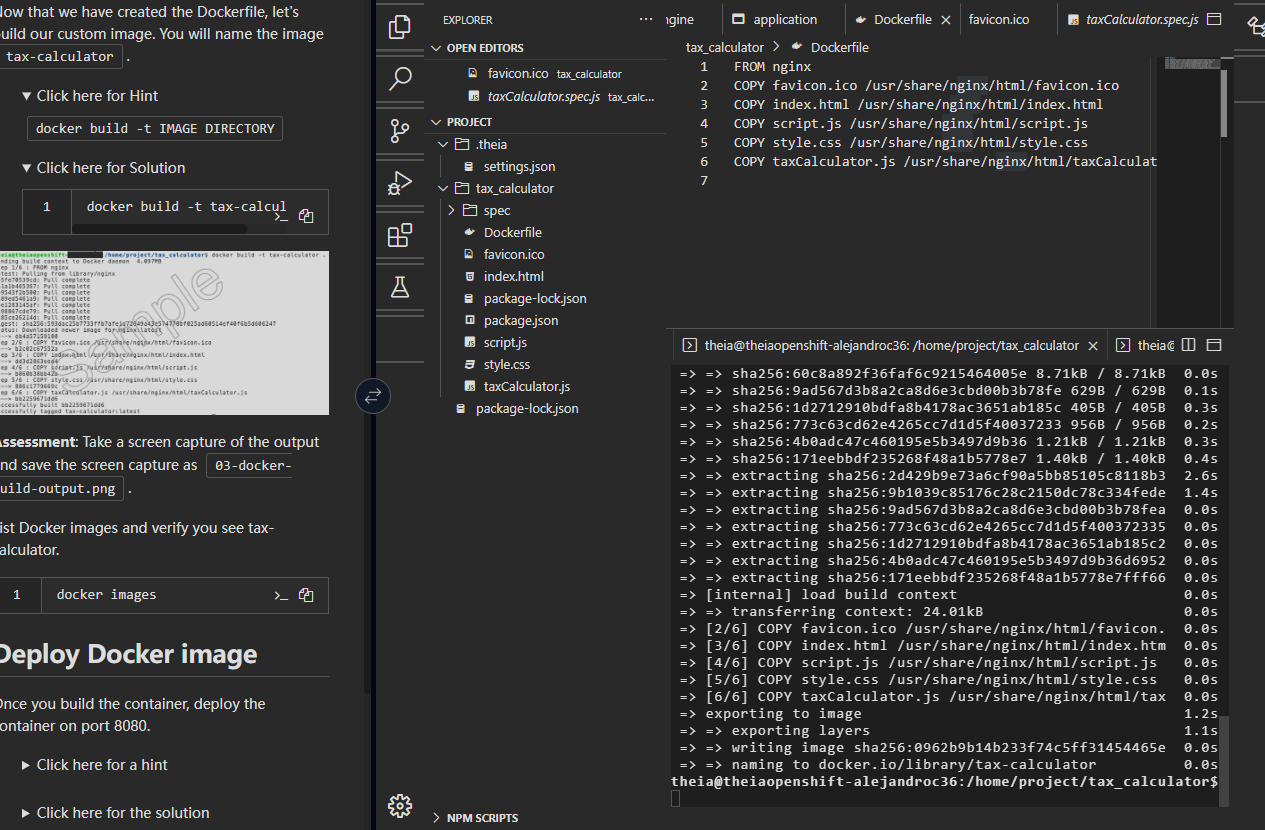 Now that we have created the Dockerfile, let's
build our custom image. You will name the image
tax-calculator .
▼ Click here for Hint
docker build -t IMAGE DIRECTORY
▼ Click here for Solution
1 docker build -t tax-calcul
theia@theiaopenshift- /home/project/tax_calculator$ docker build -t tax-calculator .
Sample
Assessment: Take a screen capture of the output
and save the screen capture as 03-docker-
build-output.png .
List Docker images and verify you see tax-
calculator.
1 docker images
Deploy Docker image
Once you build the container, deploy the
container on port 8080.
▶ Click here for a hint
▶ Click here for the solution
EXPLORER ...
OPEN EDITORS
favicon.ico tax_calculator
taxCalculator.spec.js tax_calc...
PROJECT
.theia
settings.json
tax_calculator
spec
Dockerfile
favicon.ico
index.html
package-lock.json
package.json
script.js
style.css
taxCalculator.js
package-lock.json
NPM SCRIPTS
ngine application Dockerfile × favicon.ico taxCalculator.spec.js
tax_calculator > Dockerfile
1 FROM nginx
2 COPY favicon.ico /usr/share/nginx/html/favicon.ico
3 COPY index.html /usr/share/nginx/html/index.html
4 COPY script.js /usr/share/nginx/html/script.js
5 COPY style.css /usr/share/nginx/html/style.css
6 COPY taxCalculator.js /usr/share/nginx/html/taxCalculat
7
theia@theiaopenshift-alejandroc36: /home/project/tax_calculator × theia@
=> => sha256:60c8a892f36faf6c9215464005e 8.71kB / 8.71kB 0.0s
=> => sha256:9ad567d3b8a2ca8d6e3cbd00b3b78fe 629B / 629B 0.1s
=> => sha256:1d2712910bdfa8b4178ac3651ab185c 405B / 405B 0.3s
=> => sha256:773c63cd62e4265cc7d1d5f40037233 956B / 956B 0.2s
=> => sha256:4b0adc47c460195e5b3497d9b36 1.21kB / 1.21kB 0.3s
=> => sha256:171eebbdf235268f48a1b5778e7 1.40kB / 1.40kB 0.4s
=> => extracting sha256:2d429b9e73a6cf90a5bb85105c8118b3 2.6s
=> => extracting sha256:9b1039c85176c28c2150dc78c334fede 1.4s
=> => extracting sha256:9ad567d3b8a2ca8d6e3cbd00b3b78fea 0.0s
=> => extracting sha256:773c63cd62e4265cc7d1d5f400372335 0.0s
=> => extracting sha256:1d2712910bdfa8b4178ac3651ab185c2 0.0s
=> => extracting sha256:4b0adc47c460195e5b3497d9b36d6952 0.0s
=> => extracting sha256:171eebbdf235268f48a1b5778e7fff66 0.0s
=> [internal] load build context 0.0s
=> => transferring context: 24.01kB 0.0s
=> [2/6] COPY favicon.ico /usr/share/nginx/html/favicon. 0.0s
=> [3/6] COPY index.html /usr/share/nginx/html/index.htm 0.0s
=> [4/6] COPY script.js /usr/share/nginx/html/script.js 0.0s
=> [5/6] COPY style.css /usr/share/nginx/html/style.css 0.0s
=> [6/6] COPY taxCalculator.js /usr/share/nginx/html/tax 0.0s
=> exporting to image 1.2s
=> => exporting layers 1.1s
=> => writing image sha256:0962b9b14b233f74c5ff31454465e 0.0s
=> => naming to docker.io/library/tax-calculator 0.0s
theia@theiaopenshift-alejandroc36:/home/project/tax_calculator$